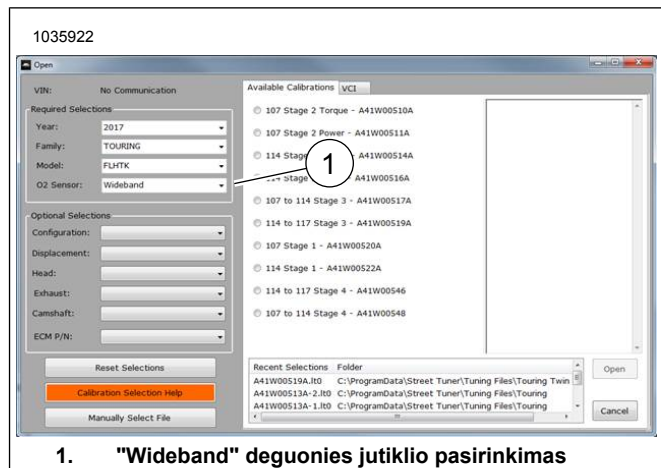 1035922
Open
VIN: No Communication
Required Selections
Year: 2017
Family: TOURING
Model: FLHTK
O2 Sensor: Wideband
Optional Selections
Configuration:
Displacement:
Head:
Exhaust:
Camshaft:
ECM P/N:
Reset Selections
Calibration Selection Help
Manually Select File
Available Calibrations VCI
107 Stage 2 Torque - A41W00510A
107 Stage 2 Power - A41W00511A
114 Stage A41W00514A
114 Stage A41W00516A
107 to 114 Stage 3 - A41W00517A
114 to 117 Stage 3 - A41W00519A
107 Stage 1 - A41W00520A
114 Stage 1 - A41W00522A
114 to 117 Stage 4 - A41W00546
107 to 114 Stage 4 - A41W00548
1
Recent Selections Folder
A41W00519A.lt0 C:\ProgramData\Street Tuner\Tuning Files\Touring Twin
A41W00513A-2.lt0 C:\ProgramData\Street Tuner\Tuning Files\Touring
A41W00513A-1.lt0 C:\ProgramData\Street Tuner\Tuning Files\Touring
Open
Cancel
1. "Wideband" deguonies jutiklio pasirinkimas